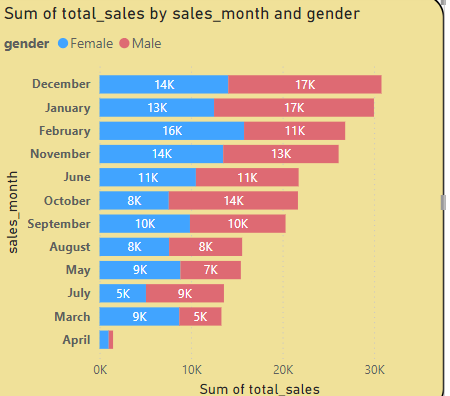 Sum of total_sales by sales_month and gender
gender Female Male
December 14K 17K
January 13K 17K
February 16K 11K
November 14K 13K
June 11K 11K
October 8K 14K
September 10K 10K
August 8K 8K
May 9K 7K
July 5K 9K
March 9K 5K
April
sales_month
0K 10K 20K 30K
Sum of total_sales